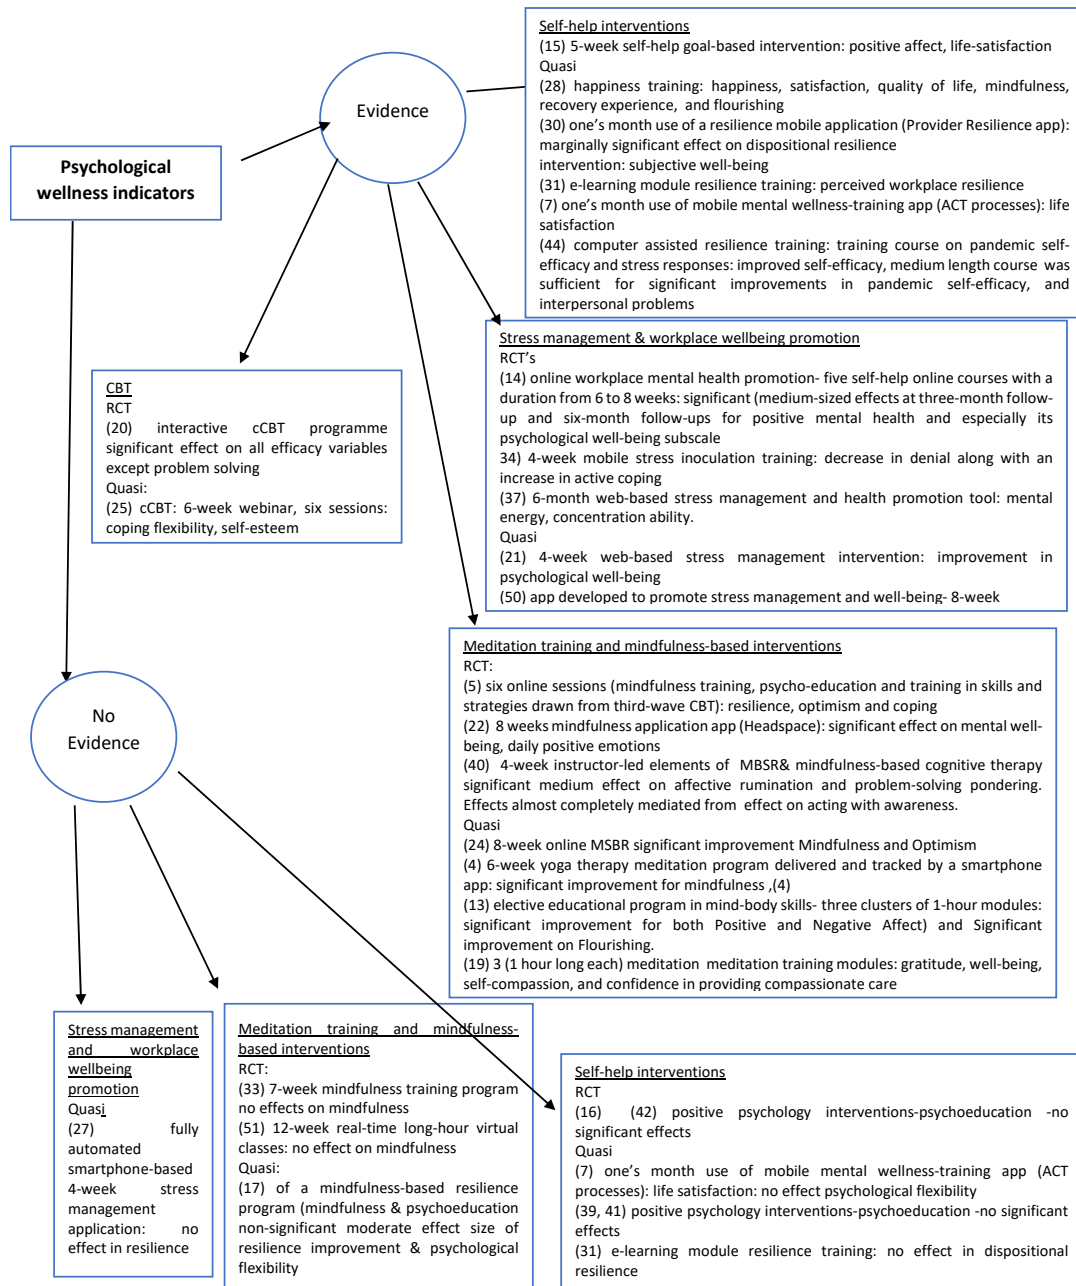 Psychological
wellness indicators
Evidence
Self-help interventions
(15) 5-week self-help goal-based intervention: positive affect, life-satisfaction
Quasi
(28) happiness training: happiness, satisfaction, quality of life, mindfulness,
recovery experience, and flourishing
(30) one's month use of a resilience mobile application (Provider Resilience app):
marginally significant effect on dispositional resilience
intervention: subjective well-being
(31) e-learning module resilience training: perceived workplace resilience
(7) one's month use of mobile mental wellness-training app (ACT processes): life
satisfaction
(44) computer assisted resilience training: training course on pandemic self-
efficacy and stress responses: improved self-efficacy, medium length course was
sufficient for significant improvements in pandemic self-efficacy, and
interpersonal problems
Stress management & workplace wellbeing promotion
RCT's
(14) online workplace mental health promotion- five self-help online courses with a
duration from 6 to 8 weeks: significant (medium-sized effects at three-month follow-
up and six-month follow-ups for positive mental health and especially its
psychological well-being subscale
34) 4-week mobile stress inoculation training: decrease in denial along with an
increase in active coping
(37) 6-month web-based stress management and health promotion tool: mental
energy, concentration ability.
Quasi
(21) 4-week web-based stress management intervention: improvement in
psychological well-being
(50) app developed to promote stress management and well-being- 8-week
CBT
RCT
(20) interactive cCBT programme
significant effect on all efficacy variables
except problem solving
Quasi:
(25) cCBT: 6-week webinar, six sessions:
coping flexibility, self-esteem
Meditation training and mindfulness-based interventions
RCT:
(5) six online sessions (mindfulness training, psycho-education and training in skills and
strategies drawn from third-wave CBT): resilience, optimism and coping
(22) 8 weeks mindfulness application app (Headspace): significant effect on mental well-
being, daily positive emotions
(40) 4-week instructor-led elements of MBSR& mindfulness-based cognitive therapy
significant medium effect on affective rumination and problem-solving pondering.
Effects almost completely mediated from effect on acting with awareness.
Quasi
(24) 8-week online MSBR significant improvement Mindfulness and Optimism
(4) 6-week yoga therapy meditation program delivered and tracked by a smartphone
app: significant improvement for mindfulness ,(4)
(13) elective educational program in mind-body skills- three clusters of 1-hour modules:
significant improvement for both Positive and Negative Affect) and Significant
improvement on Flourishing.
(19) 3 (1 hour long each) meditation meditation training modules: gratitude, well-being,
self-compassion, and confidence in providing compassionate care
No
Evidence
Stress management
and workplace
wellbeing
promotion
Quasi
(27) fully
automated
smartphone-based
4-week stress
management
application: no
effect in resilience
Meditation training and mindfulness-
based interventions
RCT:
(33) 7-week mindfulness training program
no effects on mindfulness
(51) 12-week real-time long-hour virtual
classes: no effect on mindfulness
Quasi:
(17) of a mindfulness-based resilience
program (mindfulness & psychoeducation
non-significant moderate effect size of
resilience improvement & psychological
flexibility
Self-help interventions
RCT
(16) (42) positive psychology interventions-psychoeducation -no
significant effects
Quasi
(7) one's month use of mobile mental wellness-training app (ACT
processes): life satisfaction: no effect psychological flexibility
(39, 41) positive psychology interventions-psychoeducation -no significant
effects
(31) e-learning module resilience training: no effect in dispositional
resilience